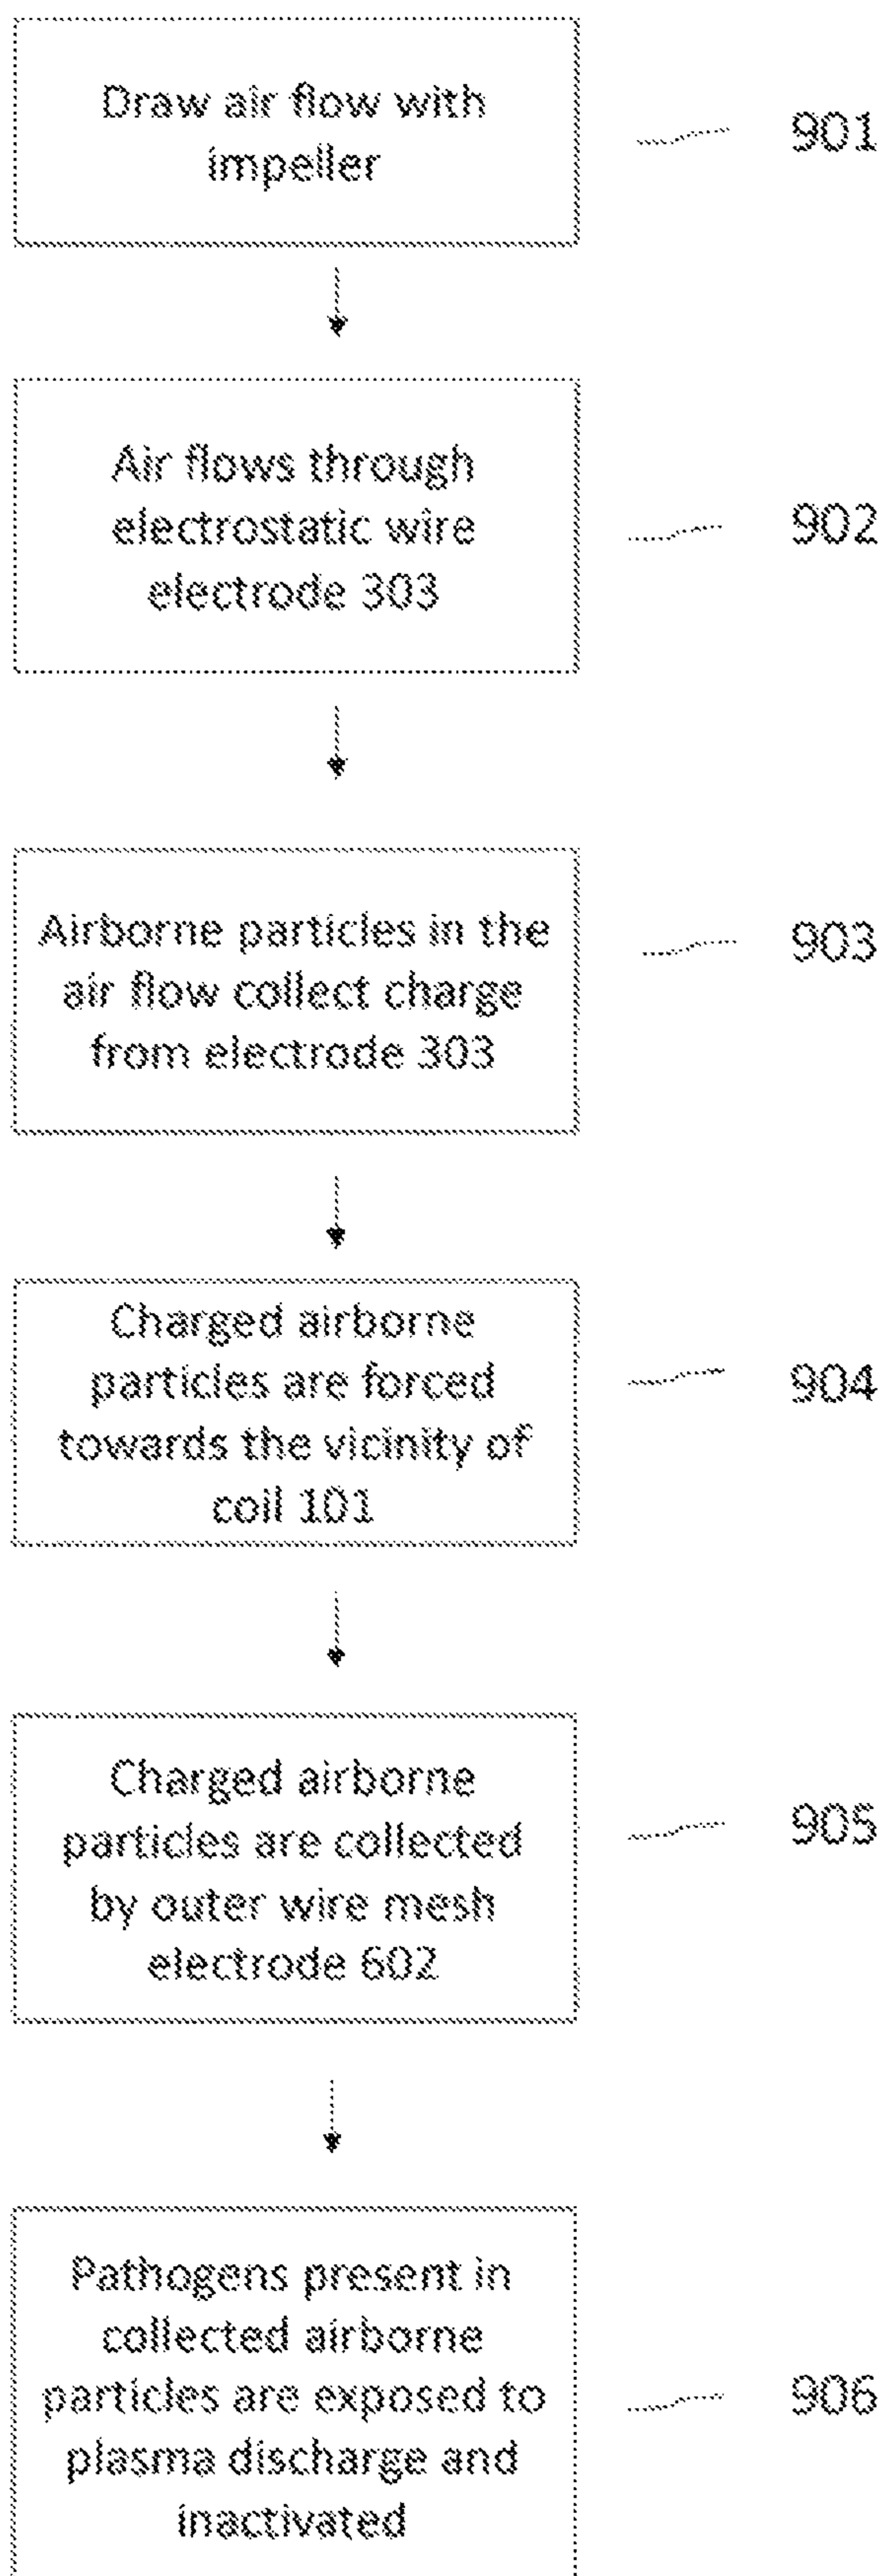 Draw air flow with
impeller
901
Air flows through
electrostatic wire
electrode 303
902
Airborne particles in the
air flow collect charge
from electrode 303
903
Charged airborne
particles are forced
towards the vicinity of
coil 101
904
Charged airborne
particles are collected
by outer wire mesh
electrode 602
905
Pathogens present in
collected airborne
particles are exposed to
plasma discharge and
inactivated
906